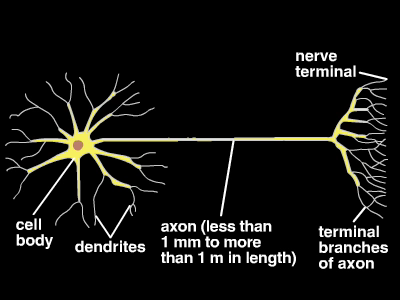 nerve
terminal
cell
body
dendrites
axon (less than
1 mm to more
than 1 m in length)
terminal
branches
of axon